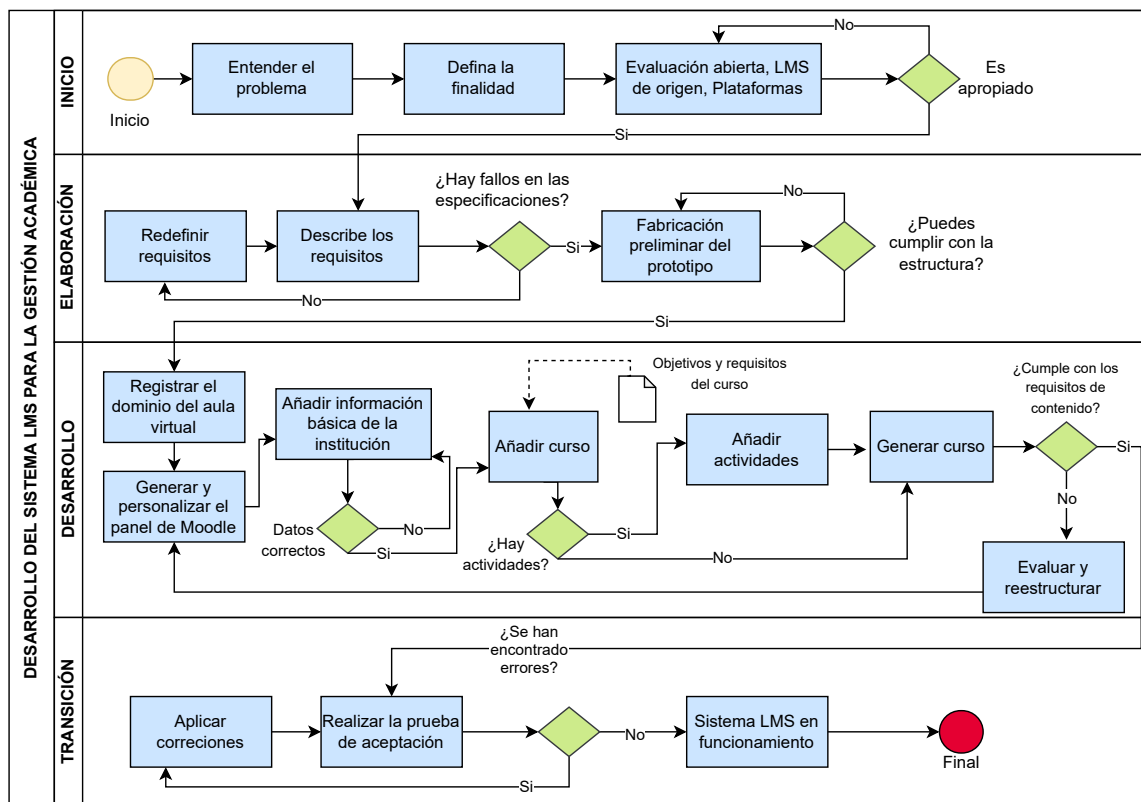 DESARROLLO DEL SISTEMA LMS PARA LA GESTIÓN ACADÉMICA
INICIO
Inicio
Entender el
problema
Defina la
finalidad
Evaluación abierta, LMS
de origen, Plataformas
No
Es
apropiado
Si
ELABORACIÓN
Redefinir
requisitos
Describe los
requisitos
¿Hay fallos en las
especificaciones?
Si
No
Fabricación
preliminar del
prototipo
No
¿Puedes
cumplir con la
estructura?
Si
DESARROLLO
Registrar el
dominio del aula
virtual
Generar y
personalizar el
panel de Moodle
Añadir información
básica de la
institución
Datos
correctos
No
Si
Objetivos y requisitos
del curso
Añadir curso
¿Hay
actividades?
Si
No
Añadir
actividades
Generar curso
¿Cumple con los
requisitos de
contenido?
Si
No
Evaluar y
reestructurar
TRANSICIÓN
¿Se han
encontrado
errores?
Aplicar
correciones
Realizar la prueba
de aceptación
No
Si
Sistema LMS en
funcionamiento
Final